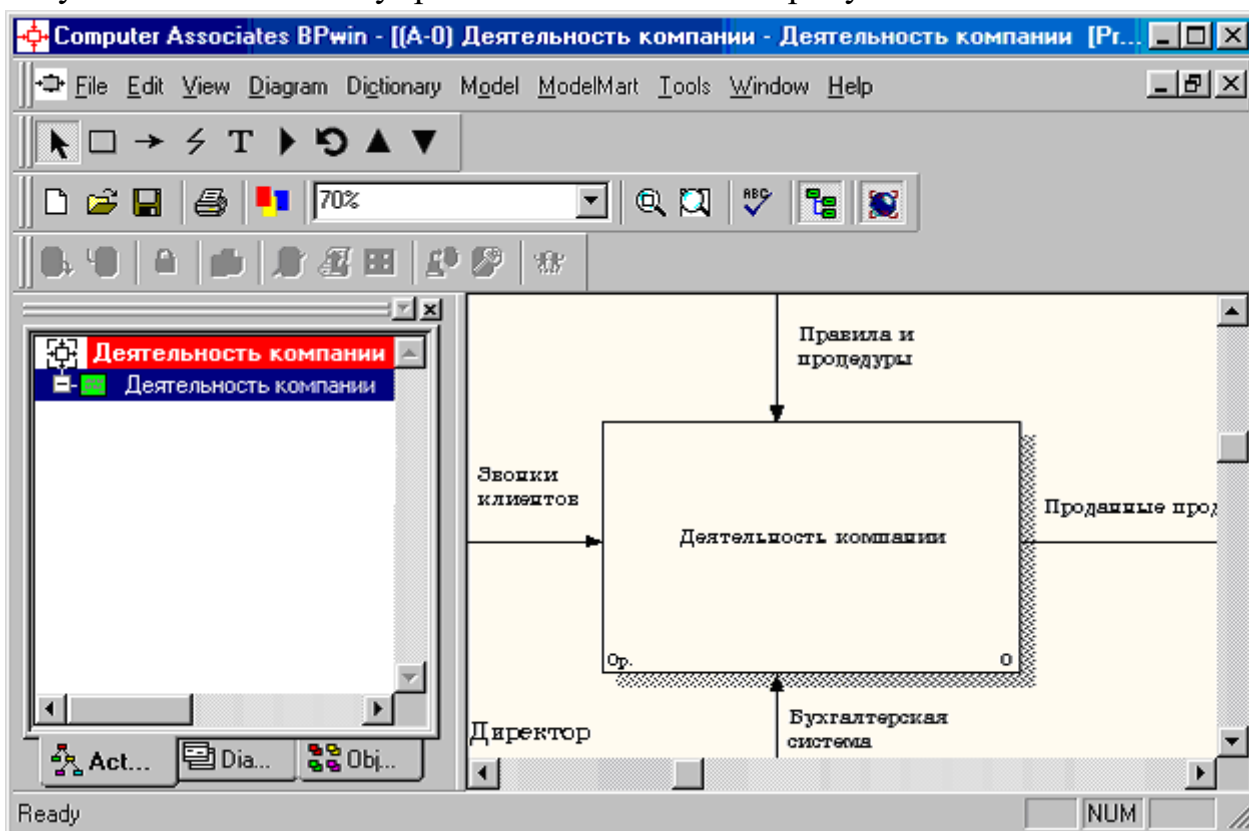 Computer Associates BPwin - [(A-0) Деятельность компании - Деятельность компании [Pr...
File Edit View Diagram Dictionary Model ModelMart Tools Window Help
70%
ABC
Деятельность компании
Деятельность компании
Act...
Dia...
Obj...
Правила и
процедуры
Звонки
клиентов
Деятельность компании
Проданные прод
0р.
0
Директор
Бухгалтерская
система
Ready
NUM